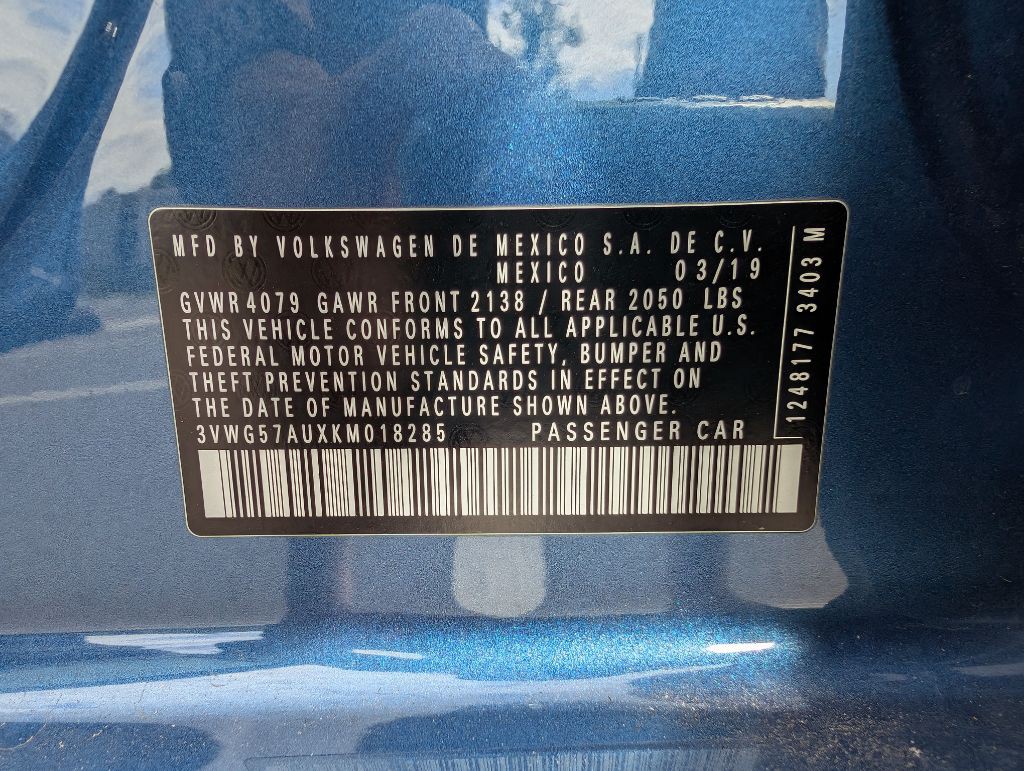 MFD BY VOLKSWAGEN DE MEXICO S.A. DE C.V.
MEXICO 03/19
GVWR 4079 GAWR FRONT 2138 / REAR 2050 LBS
THIS VEHICLE CONFORMS TO ALL APPLICABLE U.S.
FEDERAL MOTOR VEHICLE SAFETY, BUMPER AND
THEFT PREVENTION STANDARDS IN EFFECT ON
THE DATE OF MANUFACTURE SHOWN ABOVE.
3VWG57AUXKM018285 PASSENGER CAR
1248177 3403 M